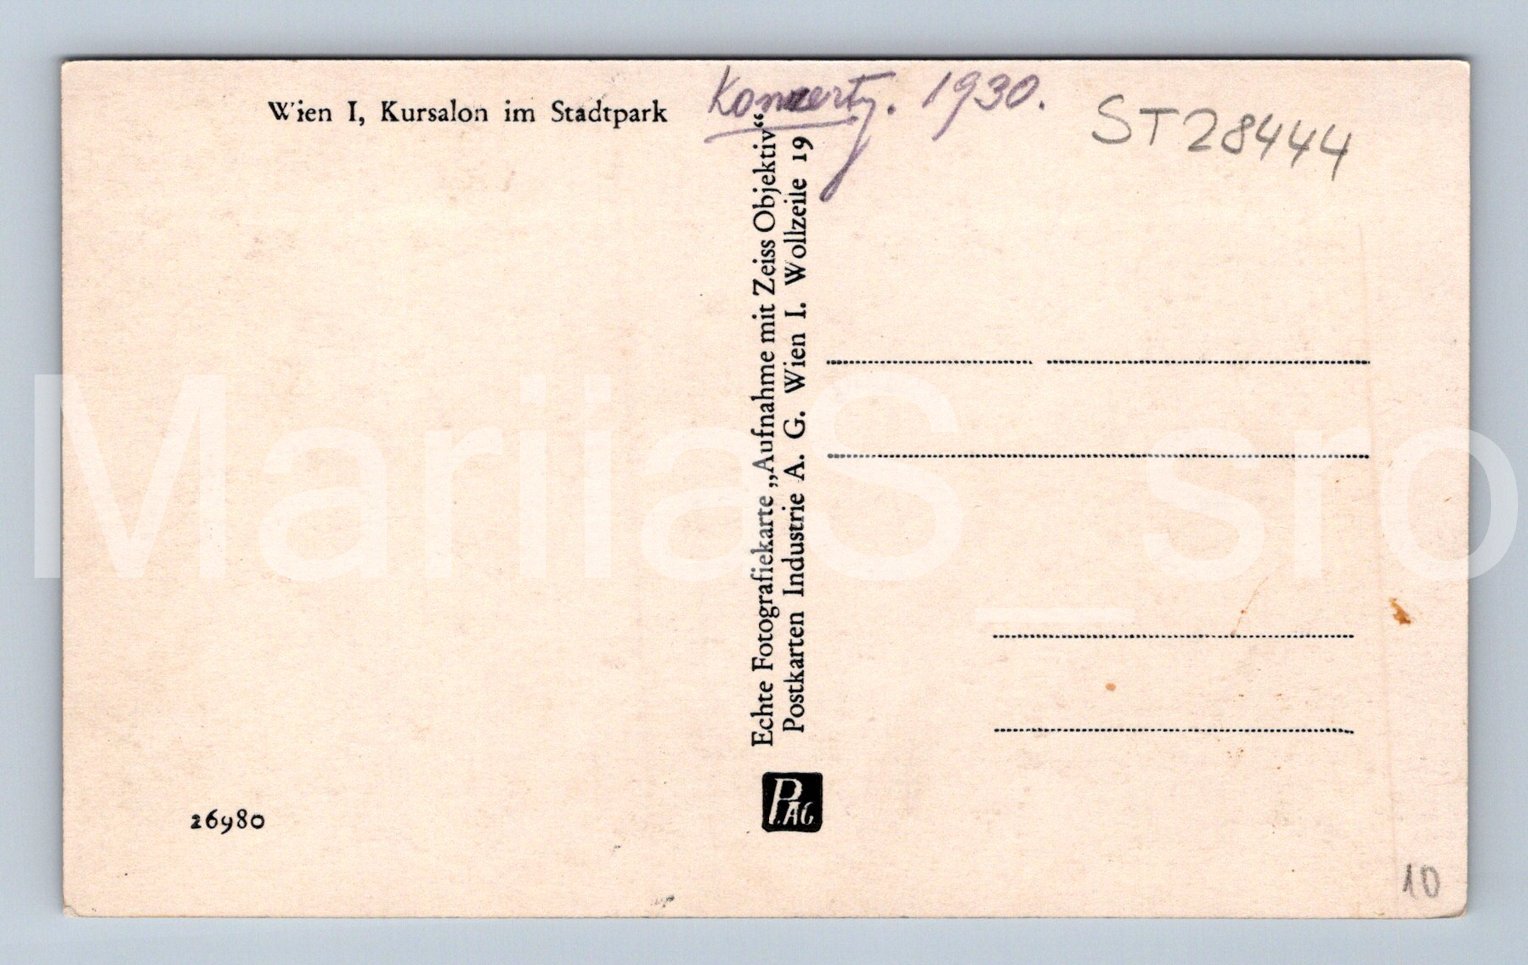 Wien I, Kursalon im Stadtpark
Konzerty. 1930.
ST28444
Echte Fotografiekarte „Aufnahme mit Zeiss Objektiv“
Postkarten Industrie A. G. Wien I. Wollzeile 19
MariiaS_sro
26980
PAG
10